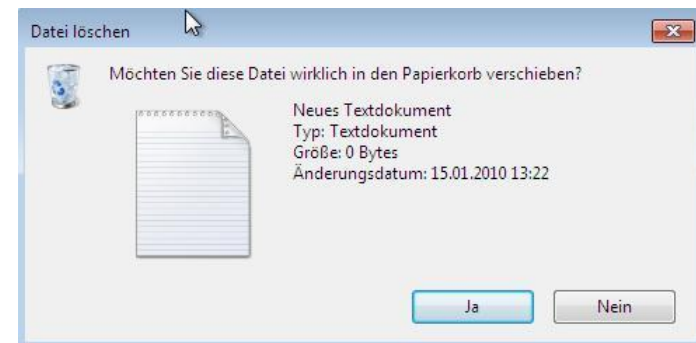 Datei löschen
Möchten Sie diese Datei wirklich in den Papierkorb verschieben?
Neues Textdokument
Typ: Textdokument
Größe: 0 Bytes
Änderungsdatum: 15.01.2010 13:22
Ja
Nein